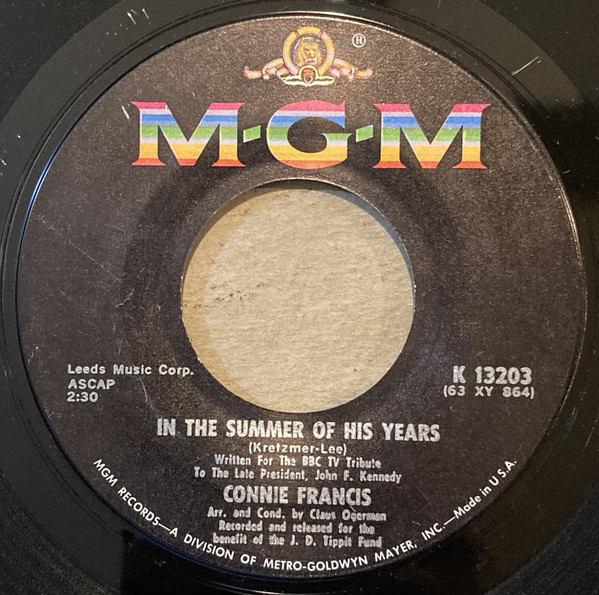 ®
M-G-M
Leeds Music Corp.
ASCAP
2:30
K 13203
(63 XY 864)
IN THE SUMMER OF HIS YEARS
(Kretzmer-Lee)
Written For The BBC TV Tribute
To The Late President, John F. Kennedy
CONNIE FRANCIS
Arr. and Cond. by Claus Ogerman
Recorded and released for the
benefit of the J. D. Tippit Fund
MGM RECORDS—A DIVISION OF METRO-GOLDWYN MAYER, INC.—Made in U.S.A.